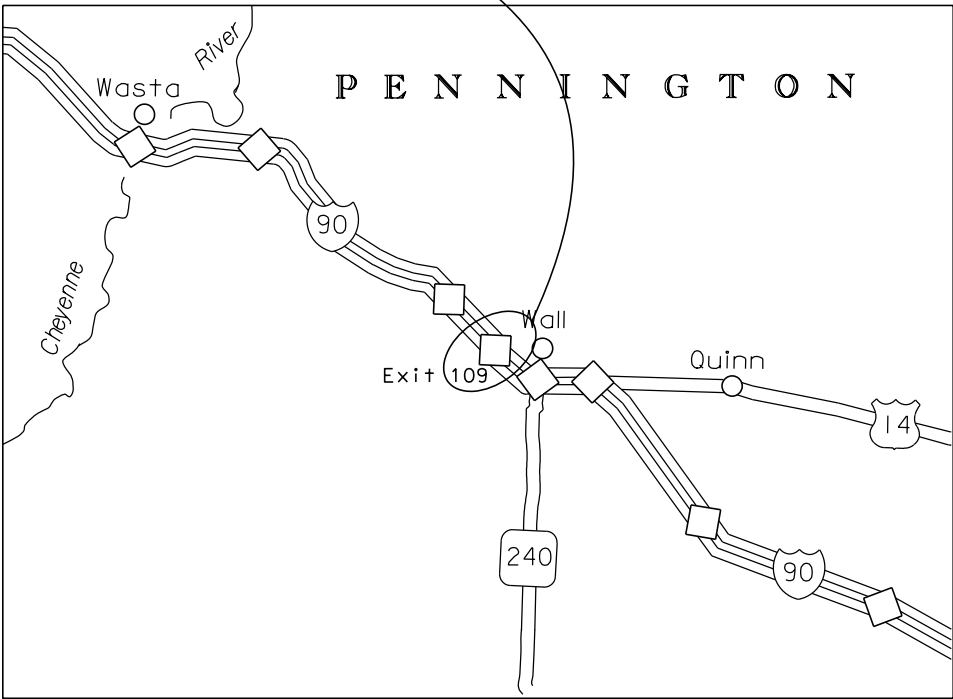 River
PENNINGTON
Wasta
90
Cheyenne
Wall
Quinn
Exit 109
14
240
90